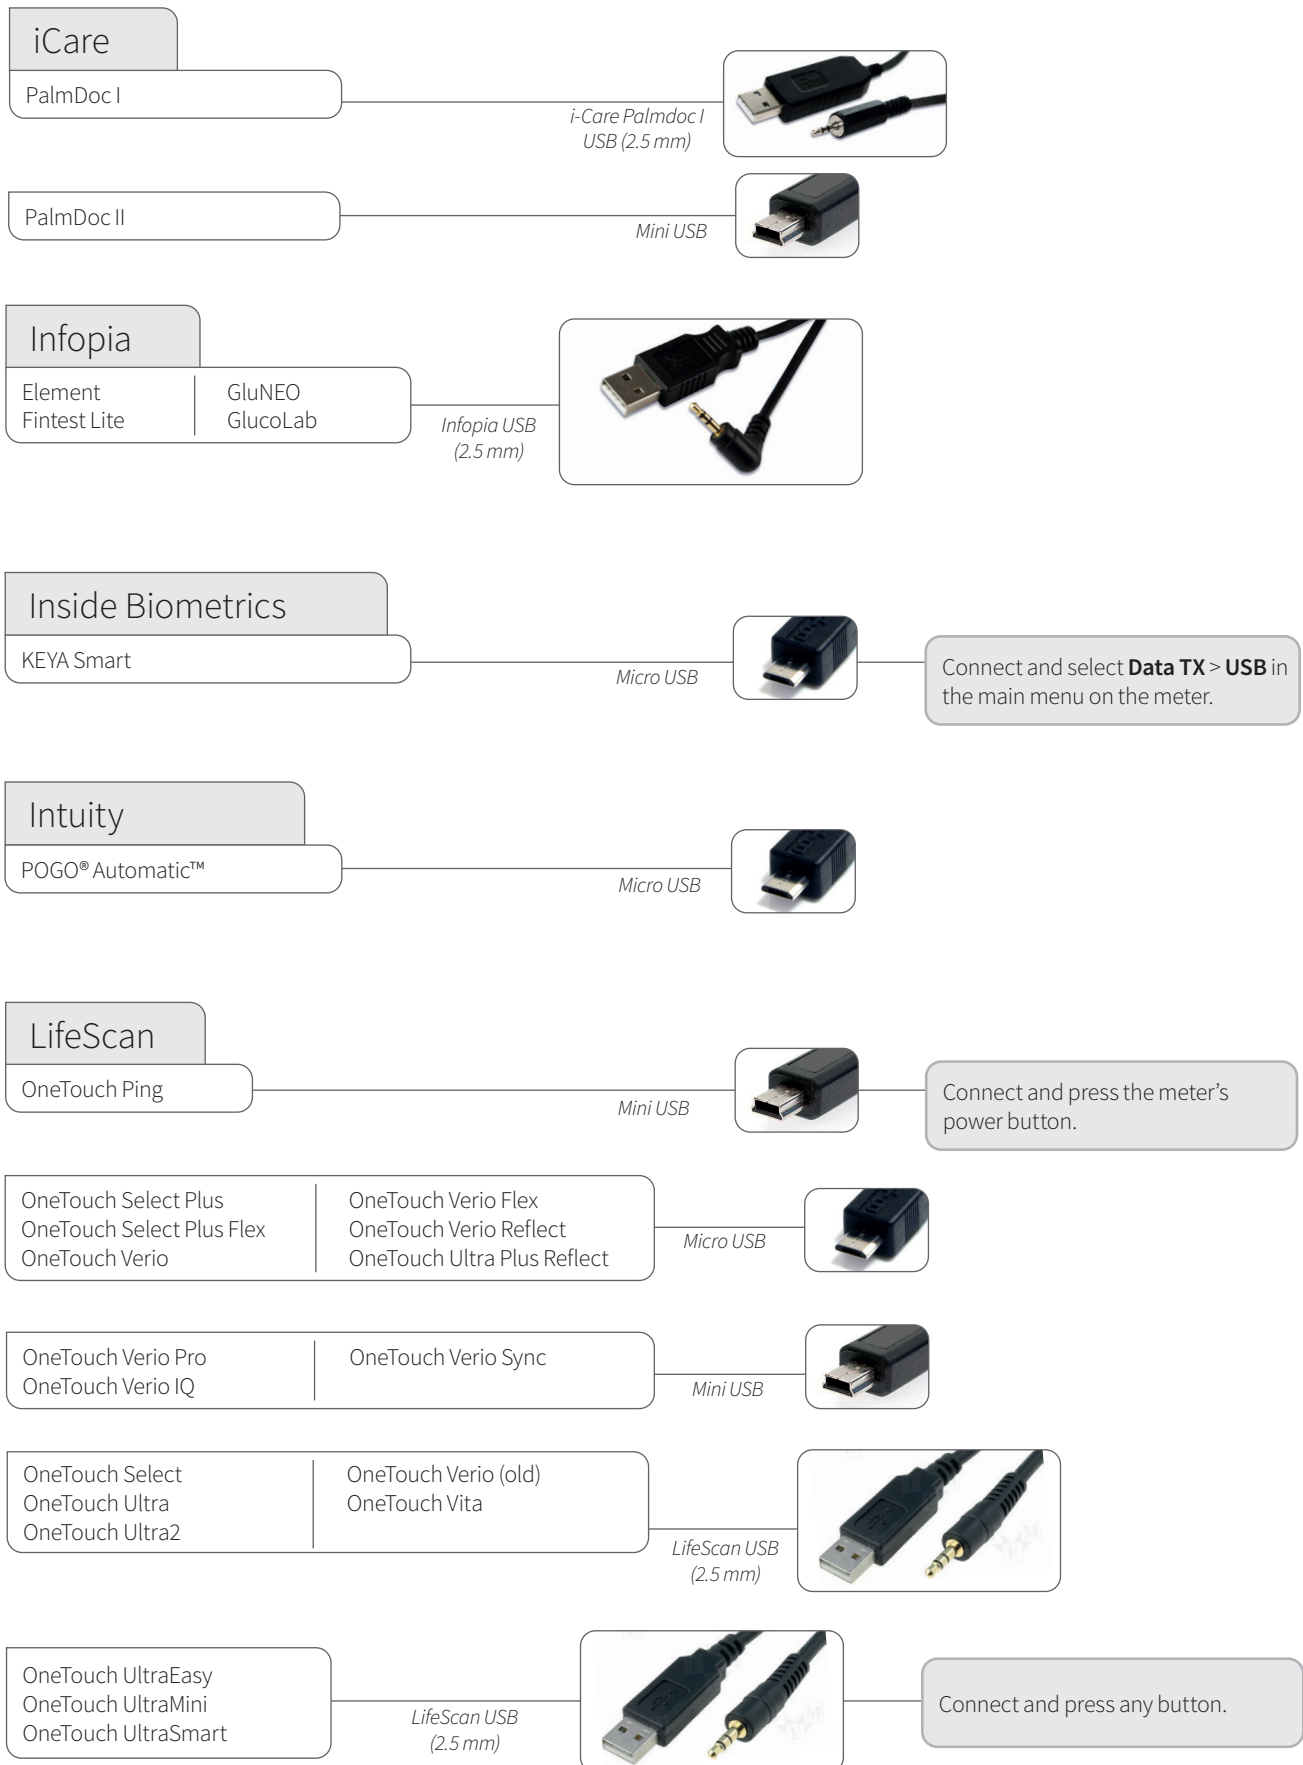 iCare
PalmDoc I
i-Care Palmdoc I
USB (2.5 mm)
PalmDoc II
Mini USB
Infopia
Element
Fintest Lite
GluNEO
GlucoLab
Infopia USB
(2.5 mm)
Inside Biometrics
KEYA Smart
Micro USB
Connect and select Data TX > USB in
the main menu on the meter.
Intuity
POGO® Automatic™
Micro USB
LifeScan
OneTouch Ping
Mini USB
Connect and press the meter’s
power button.
OneTouch Select Plus
OneTouch Select Plus Flex
OneTouch Verio
OneTouch Verio Flex
OneTouch Verio Reflect
OneTouch Ultra Plus Reflect
Micro USB
OneTouch Verio Pro
OneTouch Verio IQ
OneTouch Verio Sync
Mini USB
OneTouch Select
OneTouch Ultra
OneTouch Ultra2
OneTouch Verio (old)
OneTouch Vita
LifeScan USB
(2.5 mm)
OneTouch UltraEasy
OneTouch UltraMini
OneTouch UltraSmart
LifeScan USB
(2.5 mm)
Connect and press any button.